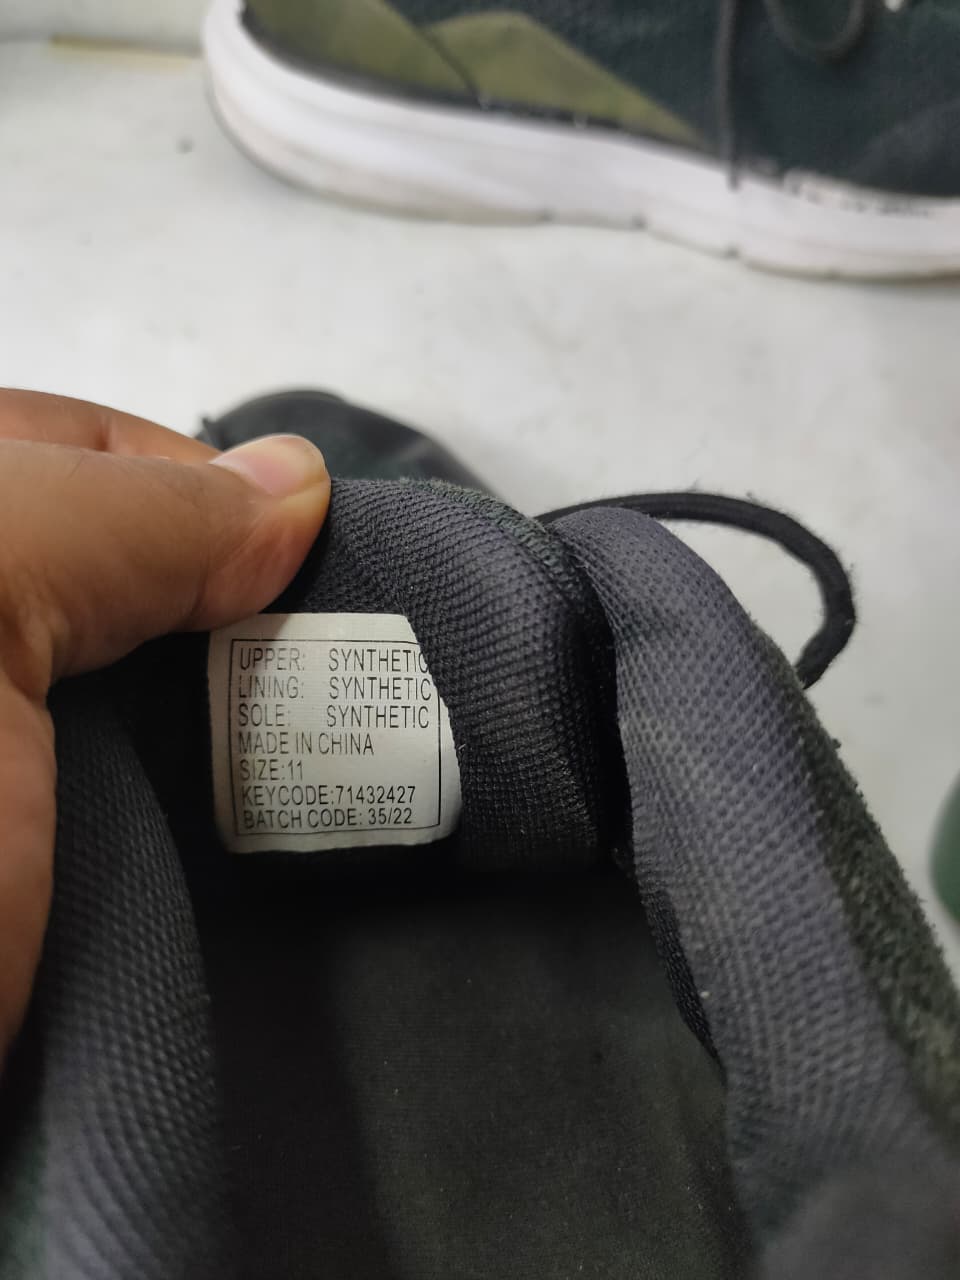 UPPER: SYNTHETIC
LINING: SYNTHETIC
SOLE: SYNTHETIC
MADE IN CHINA
SIZE:11
KEYCODE:71432427
BATCH CODE: 35/22